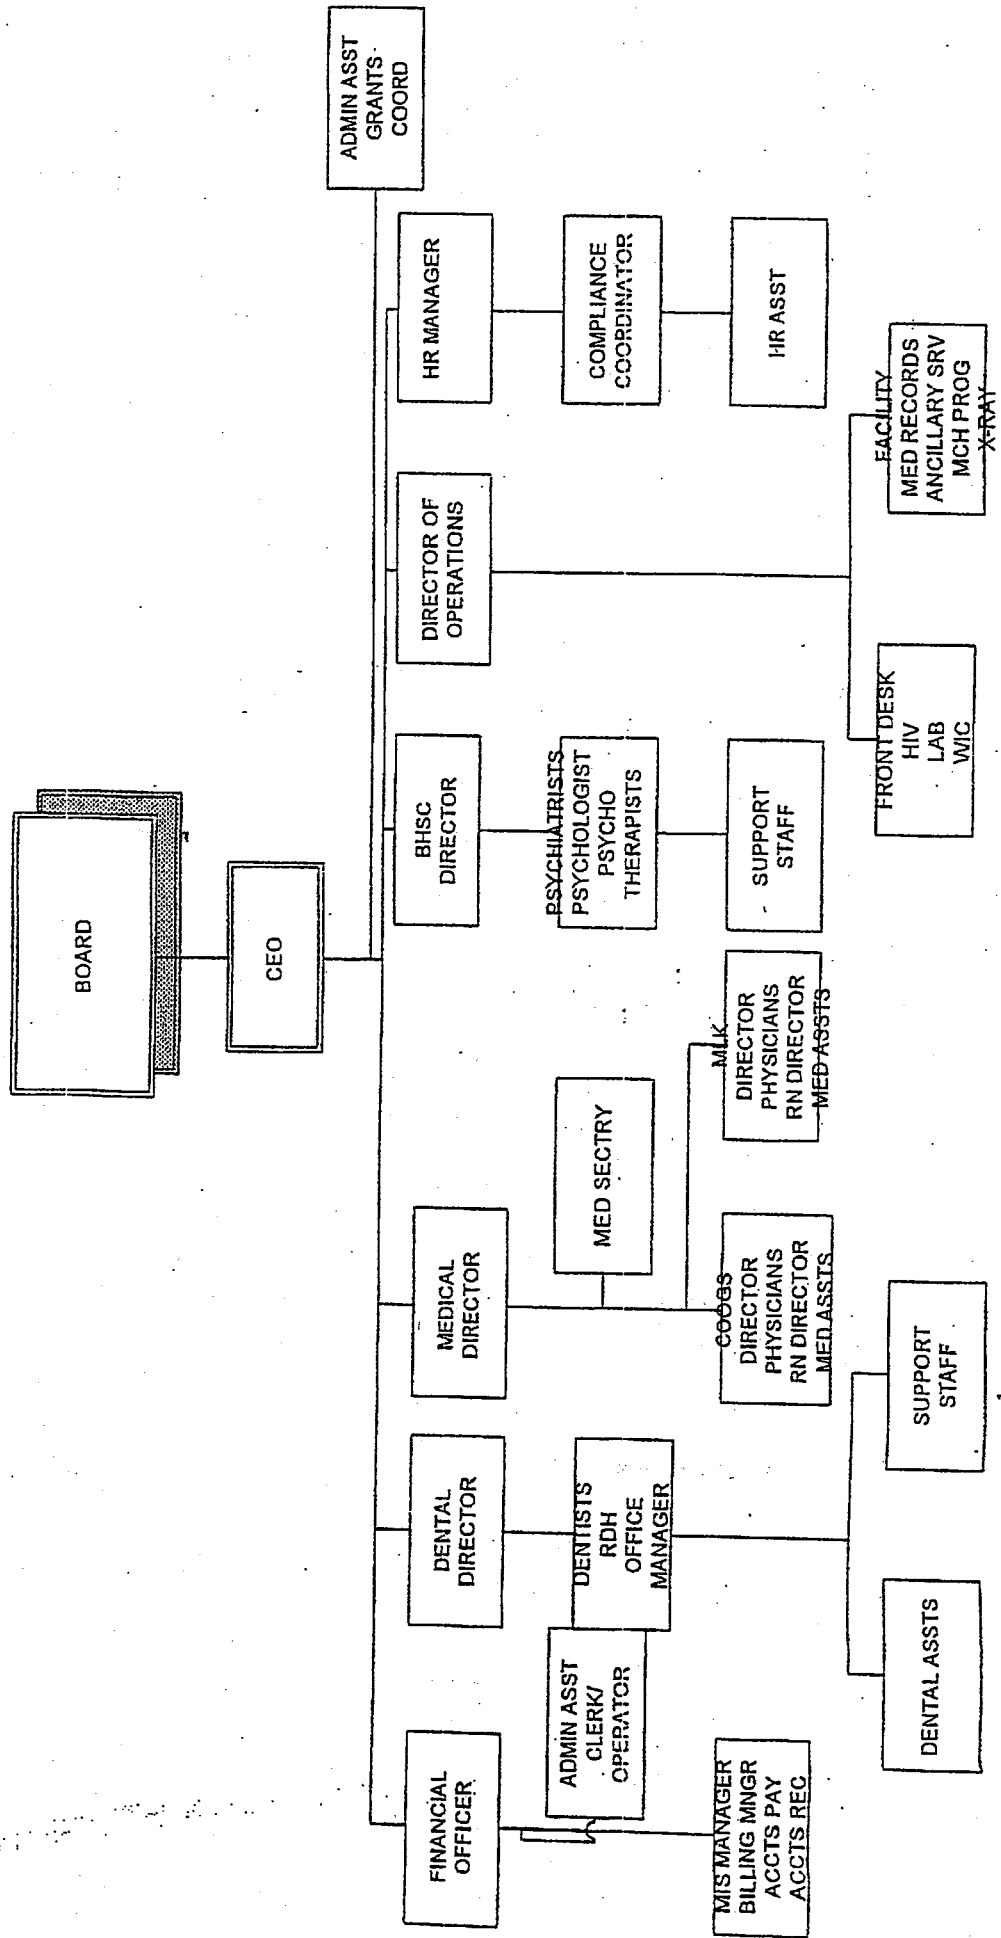 BOARD
CEO
ADMIN ASST
GRANTS
COORD
FINANCIAL
OFFICER
DENTAL
DIRECTOR
MEDICAL
DIRECTOR
BHSC
DIRECTOR
DIRECTOR OF
OPERATIONS
HR MANAGER
ADMIN ASST
CLERK/
OPERATOR
DENTISTS
RDH
OFFICE
MANAGER
MED SECTRY
PSYCHIATRISTS
PSYCHOLOGIST
PSYCHO
THERAPISTS
COMPLIANCE
COORDINATOR
MIS MANAGER
BILLING MNGR
ACCTS PAY
ACCTS REC
COOGS
DIRECTOR
PHYSICIANS
RN DIRECTOR
MED ASSTS
MLK
DIRECTOR
PHYSICIANS
RN DIRECTOR
MED ASSTS
SUPPORT
STAFF
HR ASST
DENTAL ASSTS
SUPPORT
STAFF
FRONT DESK
HIV
LAB
WIC
FACILITY
MED RECORDS
ANCILLARY SRV
MCH PROG
X-RAY